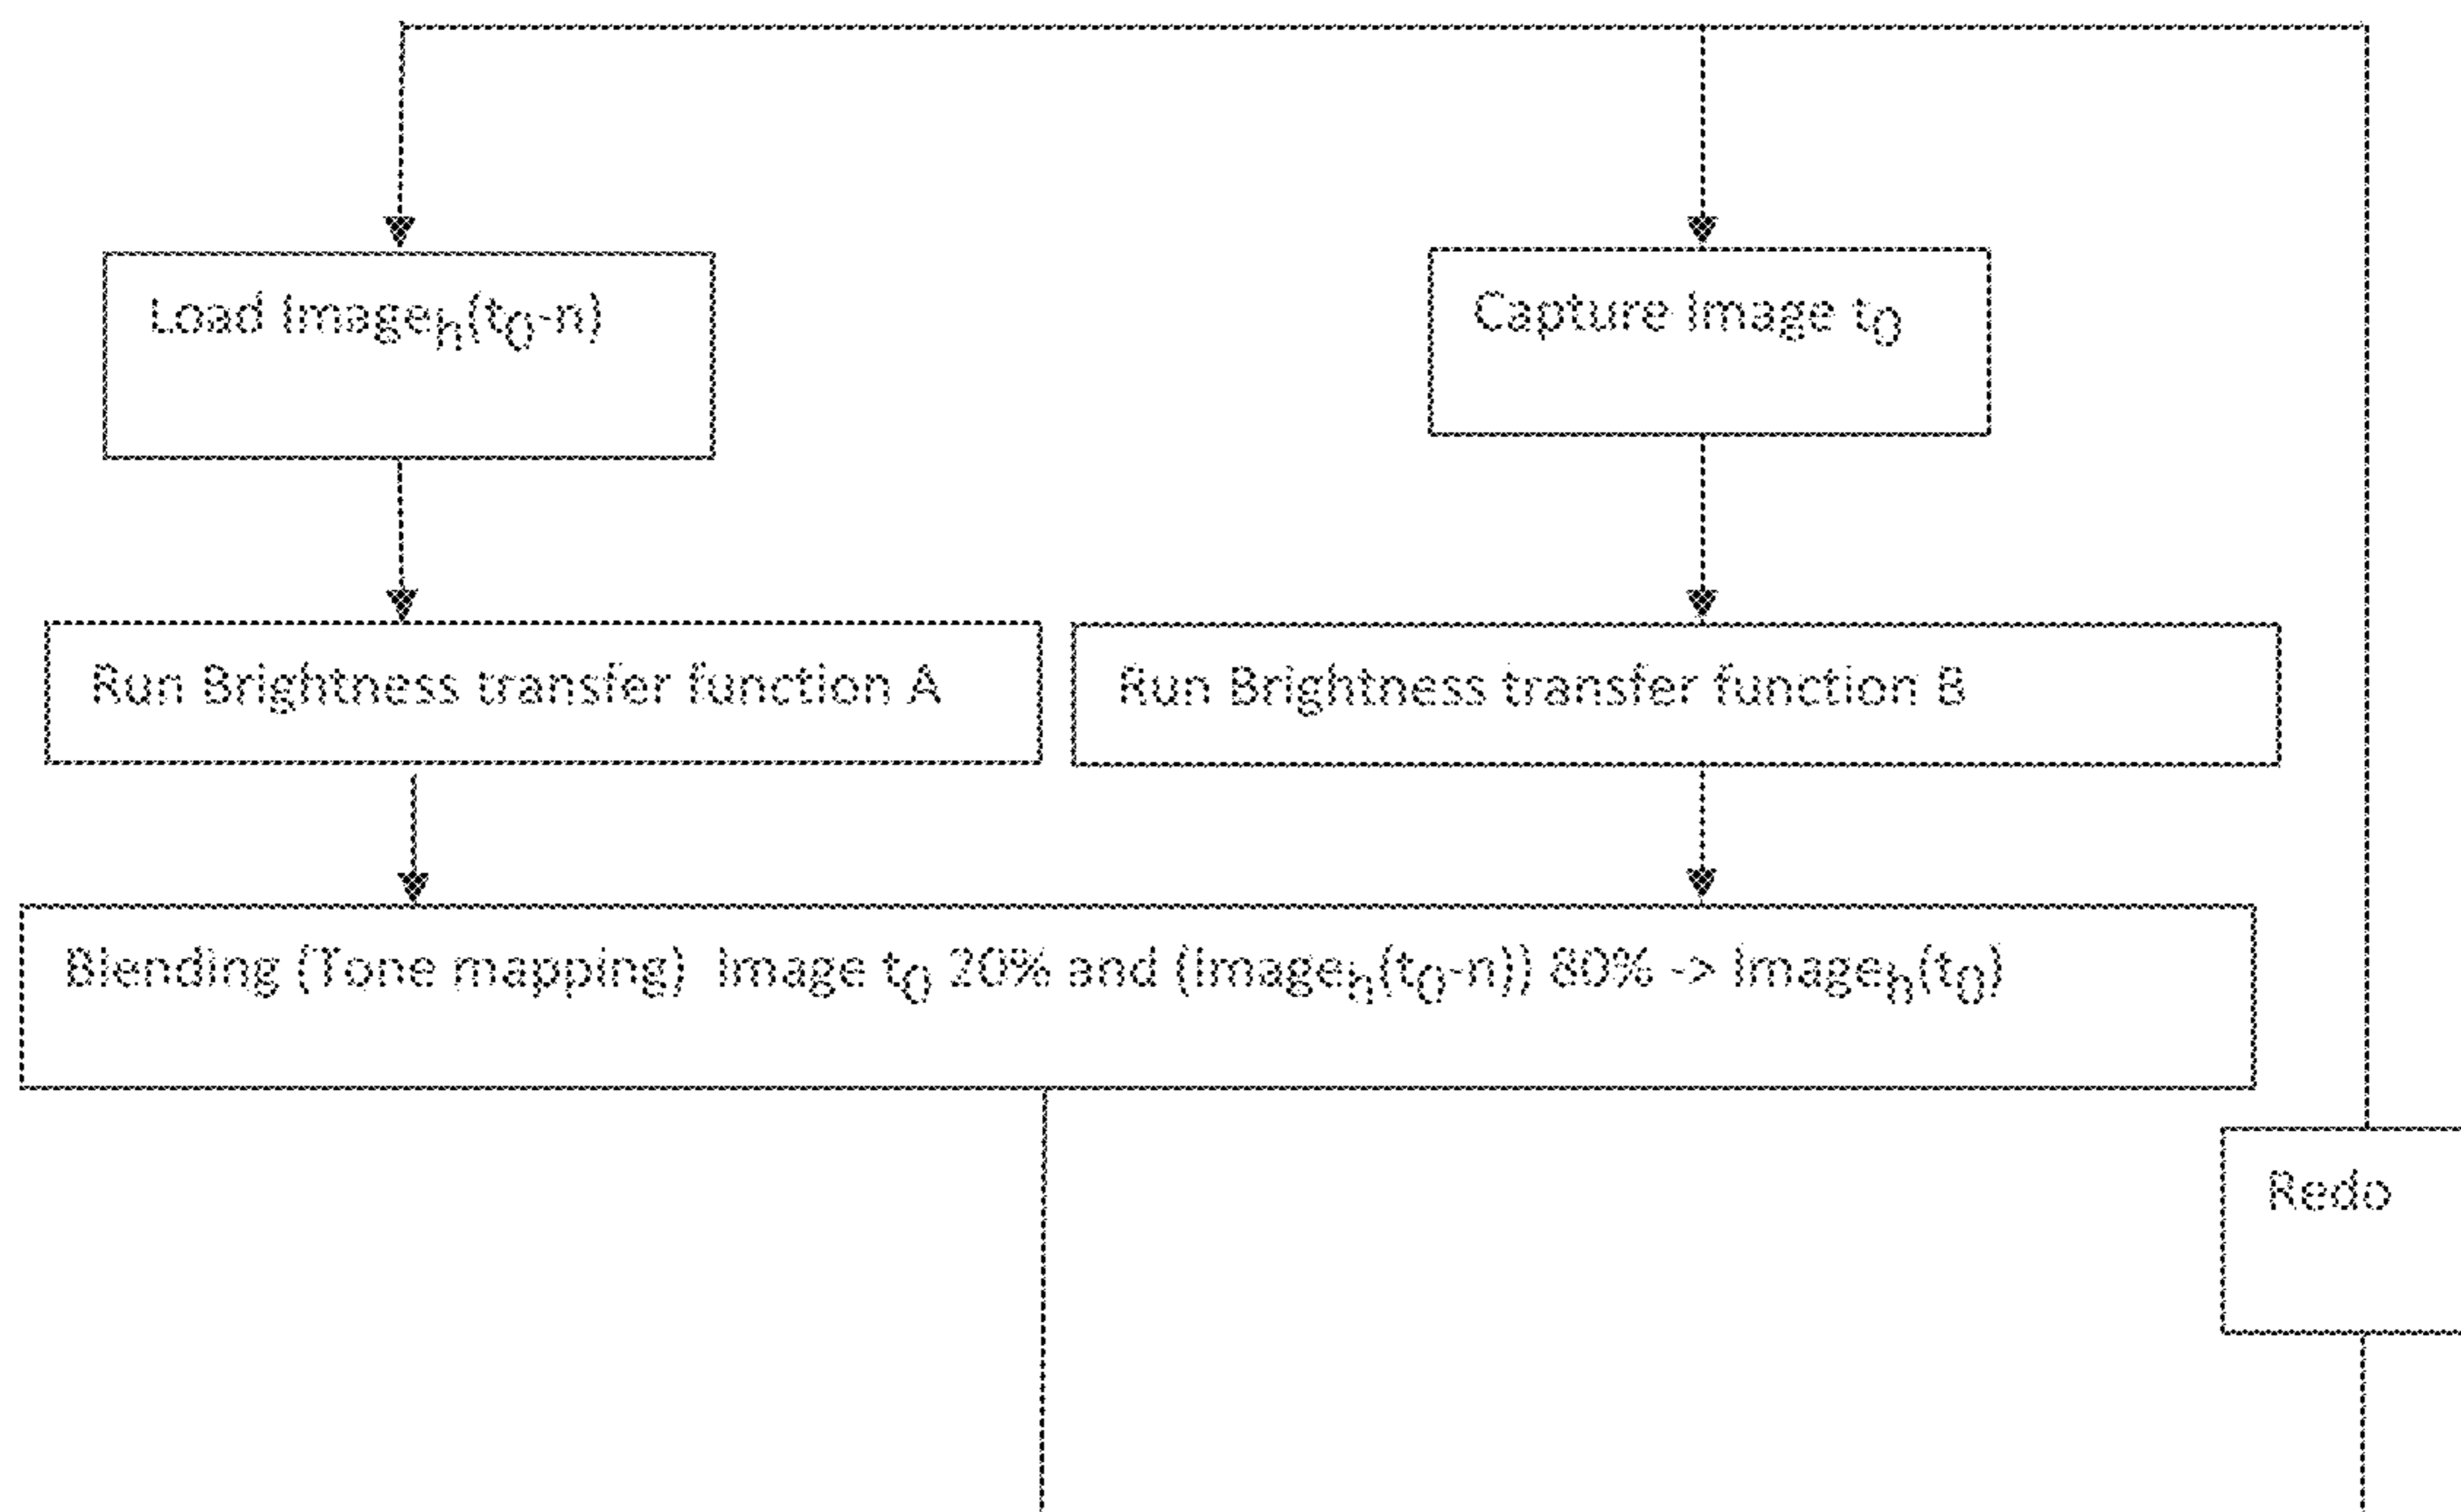 Load Imageₕ(t₀-n)
Capture Image t₀
Run Brightness transfer function A
Run Brightness transfer function B
Blending (Tone mapping)  Image t₀ 20% and (Imageₕ(t₀-n)) 80% -> Imageₕ(t₀)
Redo